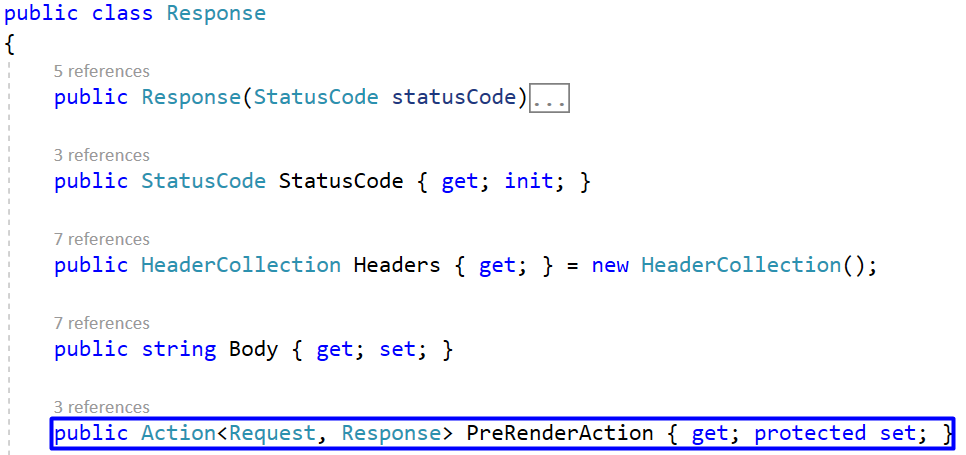 public class Response
{
5 references
public Response(StatusCode statusCode)...
3 references
public StatusCode StatusCode { get; init; }
7 references
public HeaderCollection Headers { get; } = new HeaderCollection();
7 references
public string Body { get; set; }
3 references
public Action<Request, Response> PreRenderAction { get; protected set; }